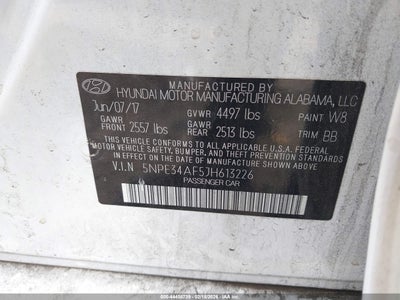 MANUFACTURED BY
HYUNDAI MOTOR MANUFACTURING ALABAMA, LLC
Jun/07/17 GVWR 4497 lbs PAINT W8
GAWR FRONT 2557 lbs GAWR REAR 2513 lbs TRIM BB
THIS VEHICLE CONFORMS TO ALL APPLICABLE U.S.A. FEDERAL
MOTOR VEHICLE SAFETY, BUMPER, AND THEFT PREVENTION
STANDARDS IN EFFECT ON THE DATE OF MANUFACTURE SHOWN ABOVE.
V.I.N 5NPE34AF5JH613226
PASSENGER CAR